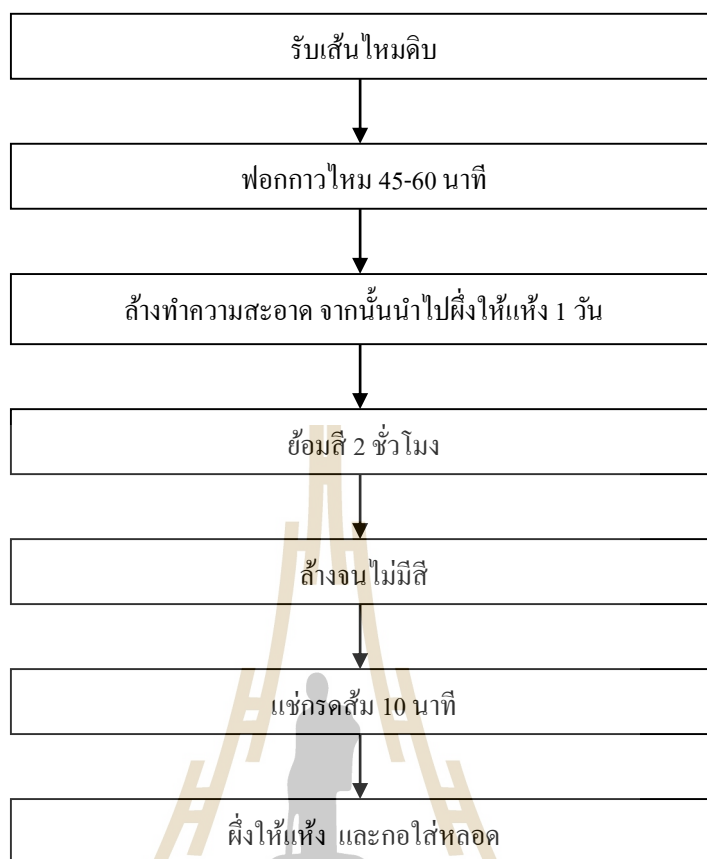 รับเส้นไหมดิบ
ฟอกกาวไหม 45-60 นาที
ล้างทำความสะอาด จากนั้นนำไปผึ่งให้แห้ง 1 วัน
ย้อมสี 2 ชั่วโมง
ล้างจนไม่มีสี
แช่กรดส้ม 10 นาที
ผึ่งให้แห้ง และกอใส่หลอด